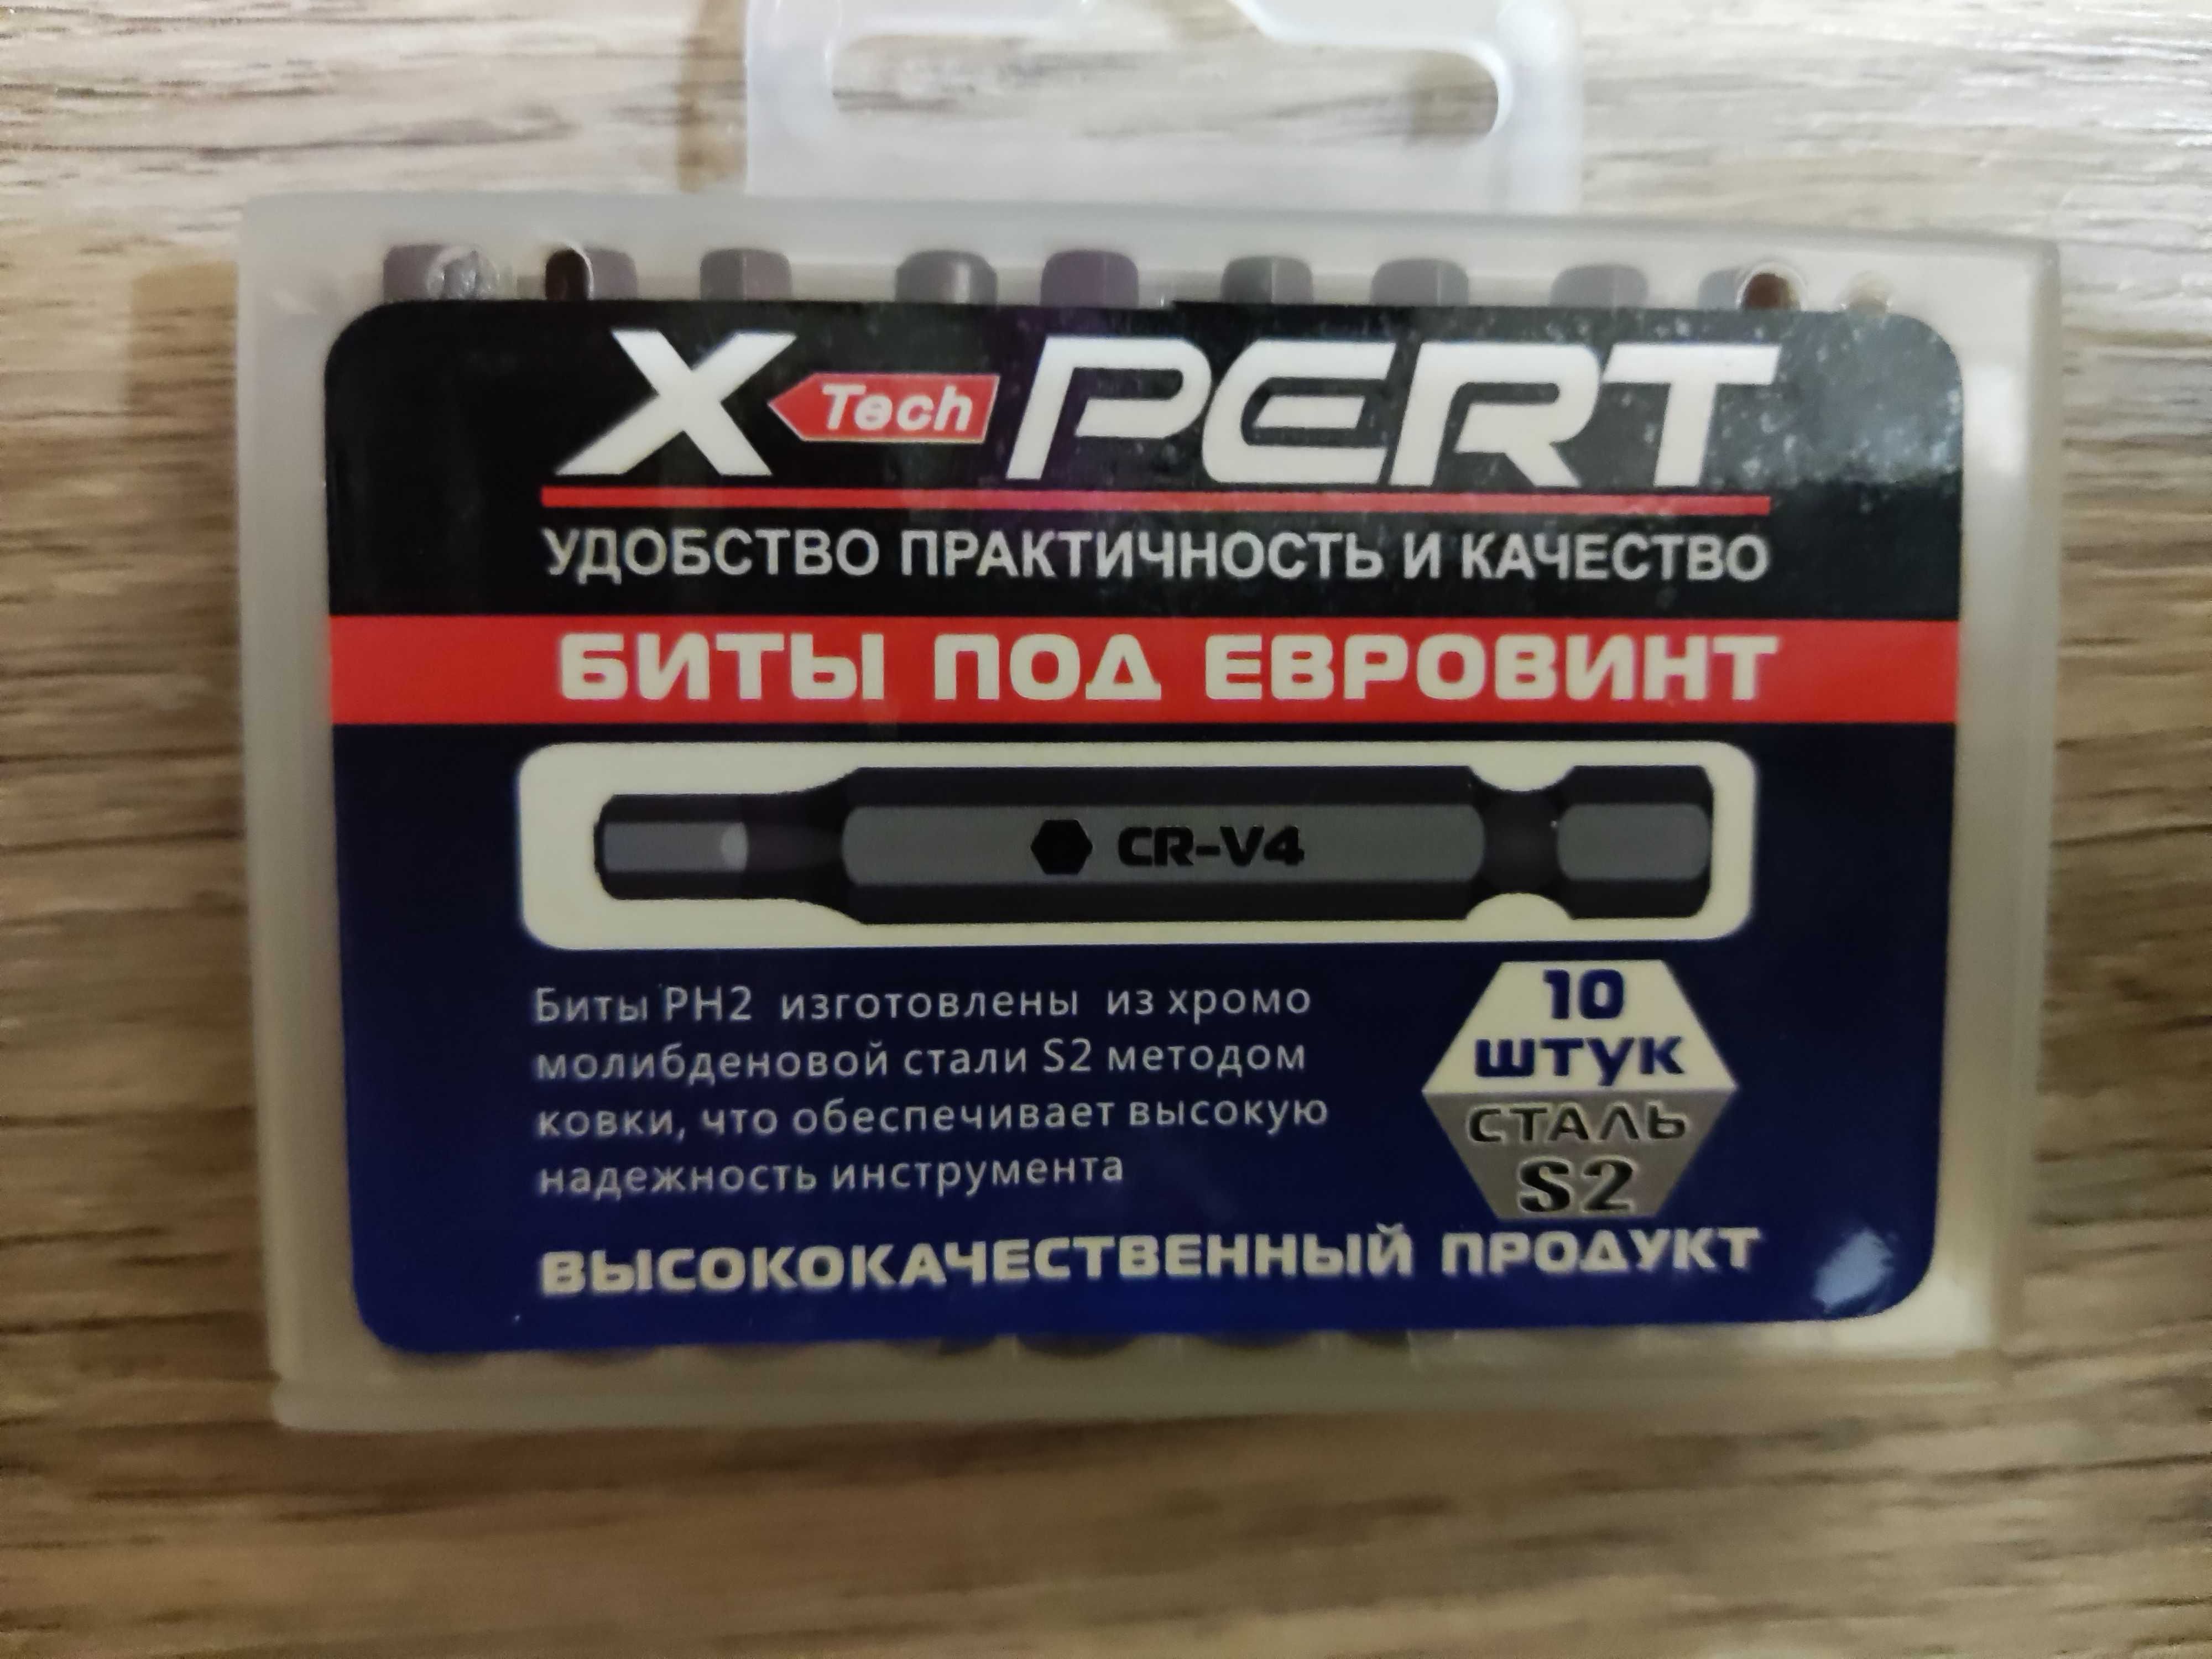 X-Tech PERT
УДОБСТВО ПРАКТИЧНОСТЬ И КАЧЕСТВО
БИТЫ ПОД ЕВРОВИНТ
CR-V4
Биты PH2 изготовлены из хромо
молибденовой стали S2 методом
ковки, что обеспечивает высокую
надежность инструмента
10
ШТУК
СТАЛЬ
S2
ВЫСОКОКАЧЕСТВЕННЫЙ ПРОДУКТ